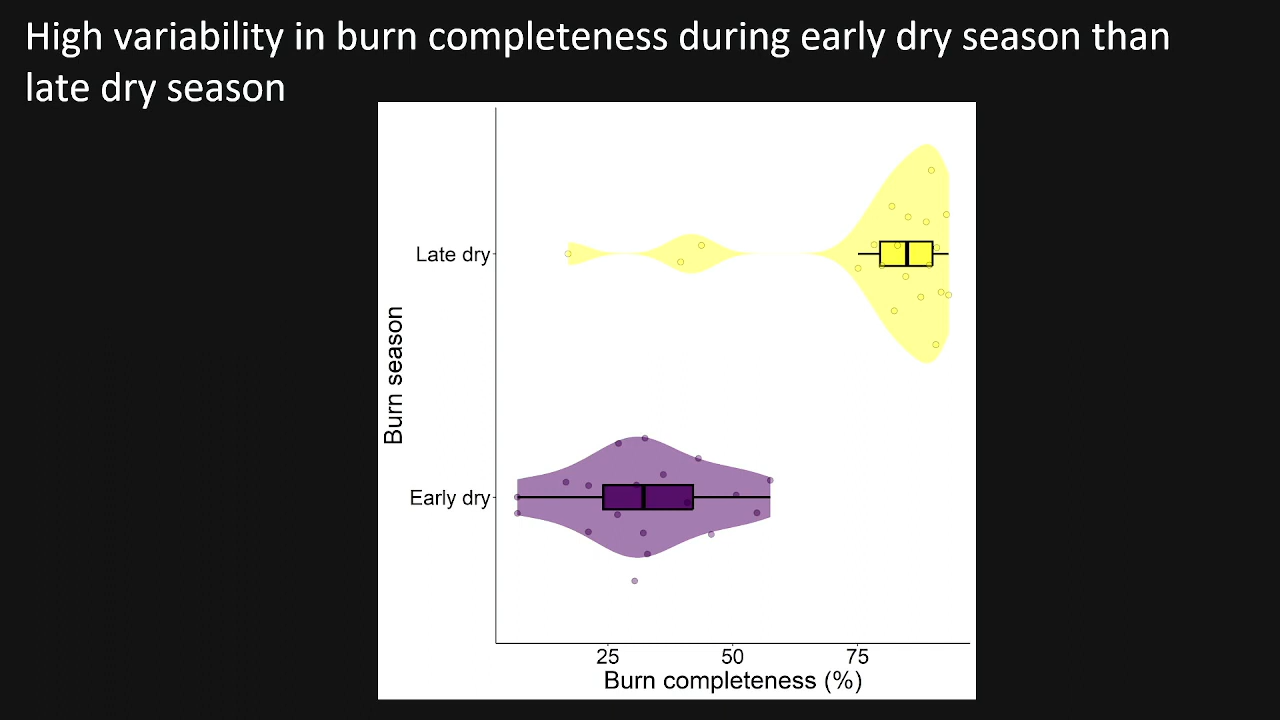 High variability in burn completeness during early dry season than
late dry season
Late dry
Burn season
Early dry
25 50 75
Burn completeness (%)